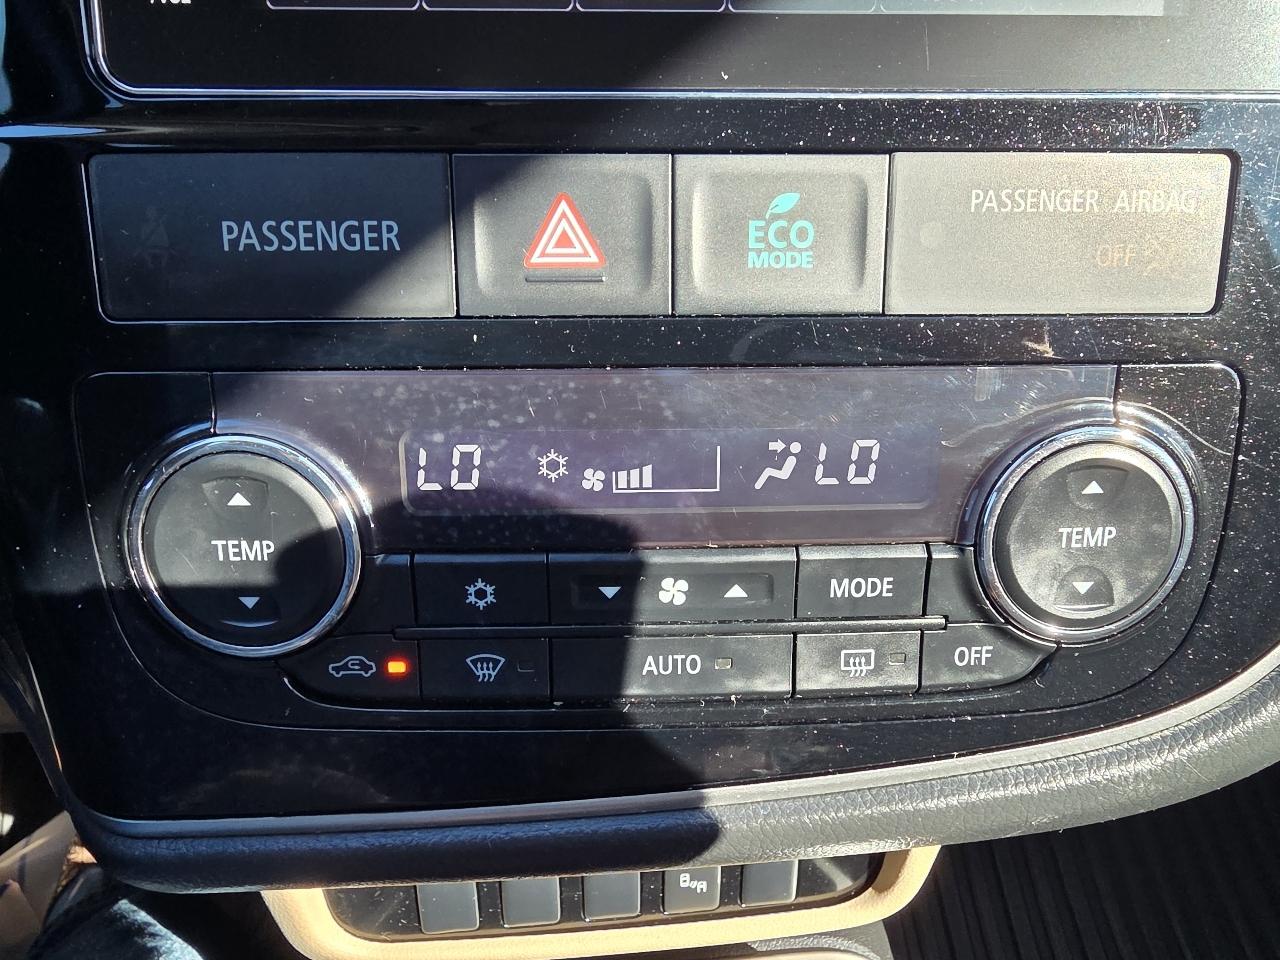 PASSENGER
ECO
MODE
PASSENGER AIRBAG
OFF
LO
LO
TEMP
TEMP
MODE
AUTO
OFF